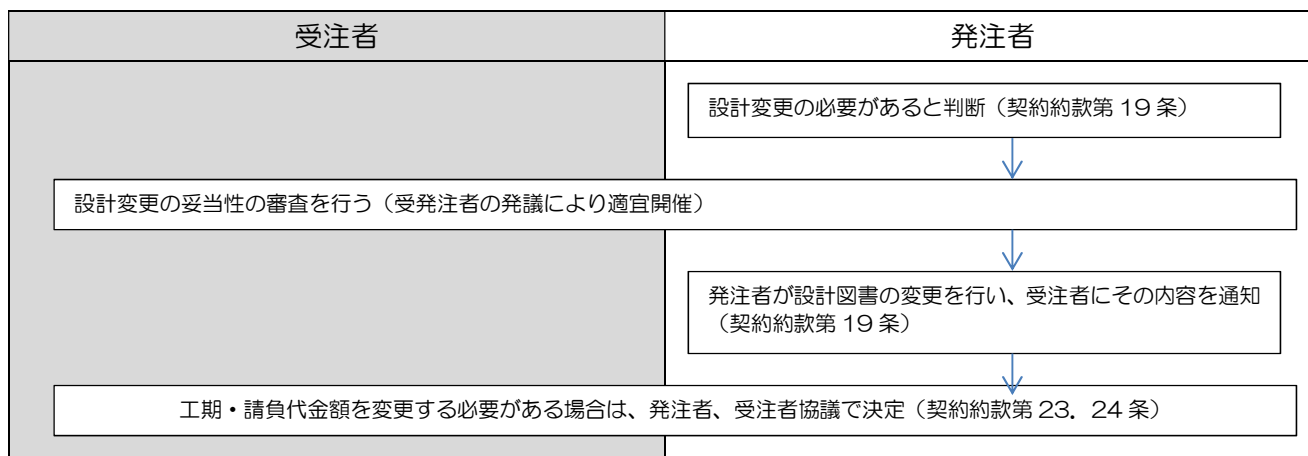 受注者
発注者
設計変更の必要があると判断（契約約款第 19 条）
設計変更の妥当性の審査を行う（受発注者の発議により適宜開催）
発注者が設計図書の変更を行い、受注者にその内容を通知
（契約約款第 19 条）
工期・請負代金額を変更する必要がある場合は、発注者、受注者協議で決定（契約約款第 23．24 条）